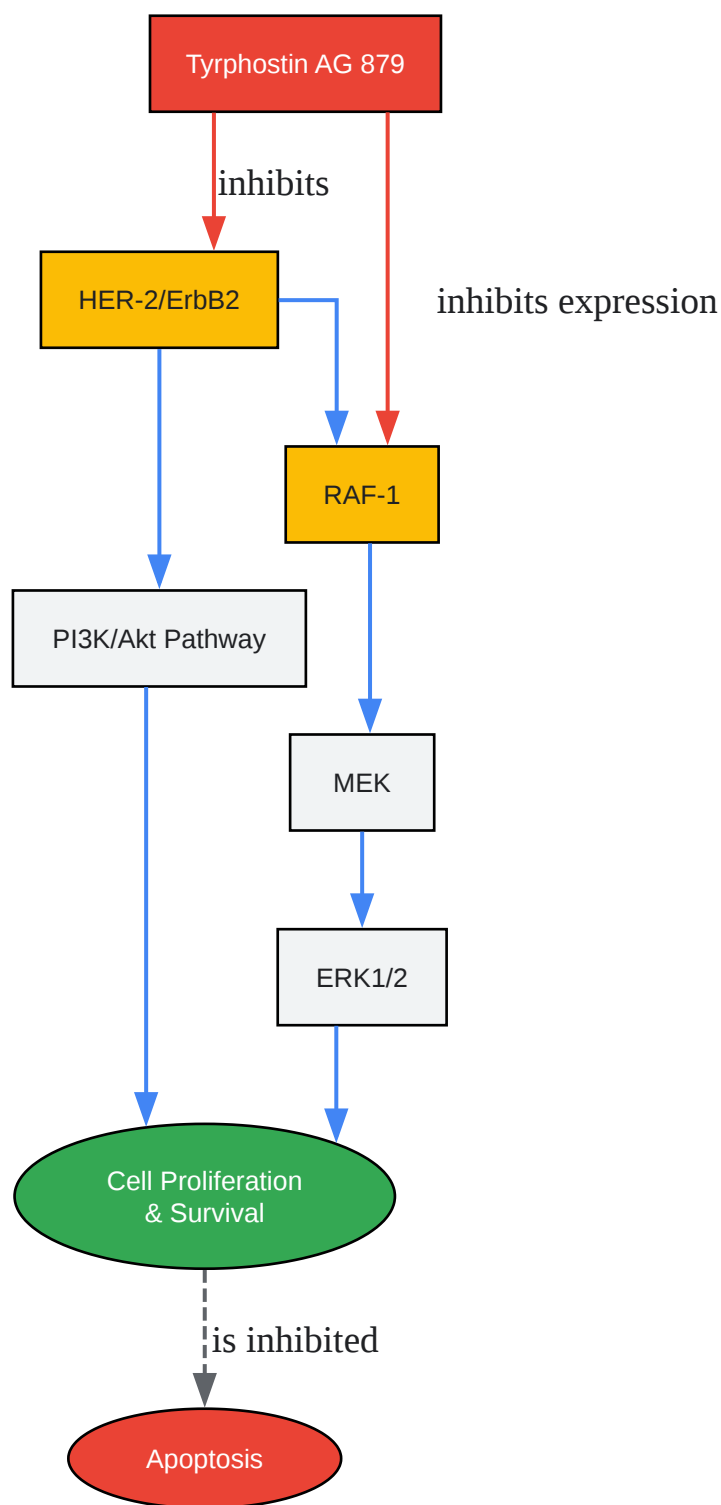 Tyrphostin AG 879
inhibits
HER-2/ErbB2
inhibits expression
RAF-1
PI3K/Akt Pathway
MEK
ERK1/2
Cell Proliferation
& Survival
is inhibited
Apoptosis